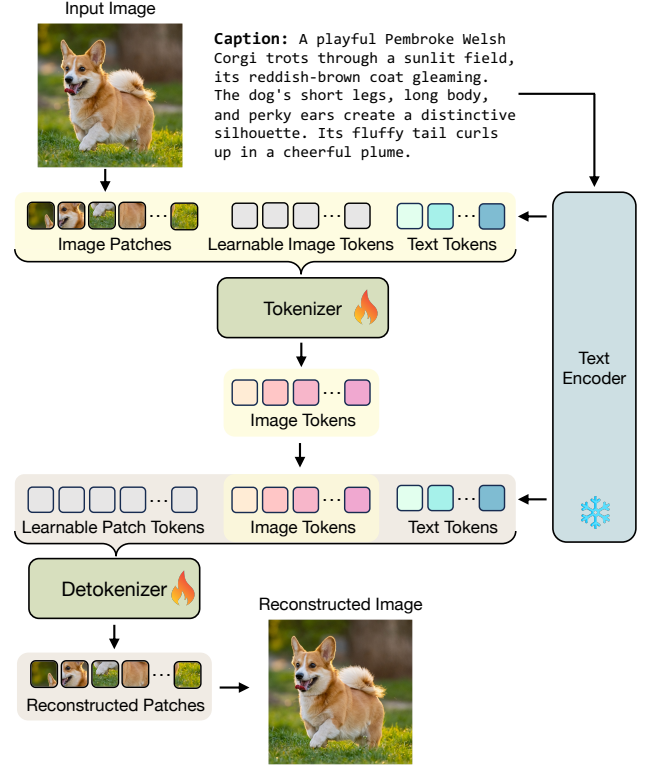 Input Image
Caption: A playful Pembroke Welsh
Corgi trots through a sunlit field,
its reddish-brown coat gleaming.
The dog's short legs, long body,
and perky ears create a distinctive
silhouette. Its fluffy tail curls
up in a cheerful plume.
Image Patches
Learnable Image Tokens
Text Tokens
Tokenizer
Text
Encoder
Image Tokens
Learnable Patch Tokens
Image Tokens
Text Tokens
Detokenizer
Reconstructed Image
Reconstructed Patches